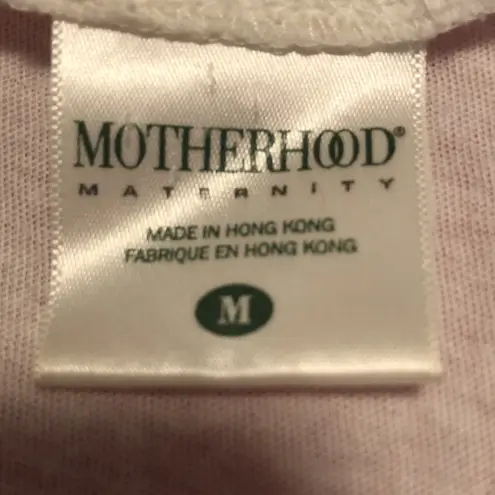 MOTHERHOOD®
MATERNITY
MADE IN HONG KONG
FABRIQUE EN HONG KONG
M